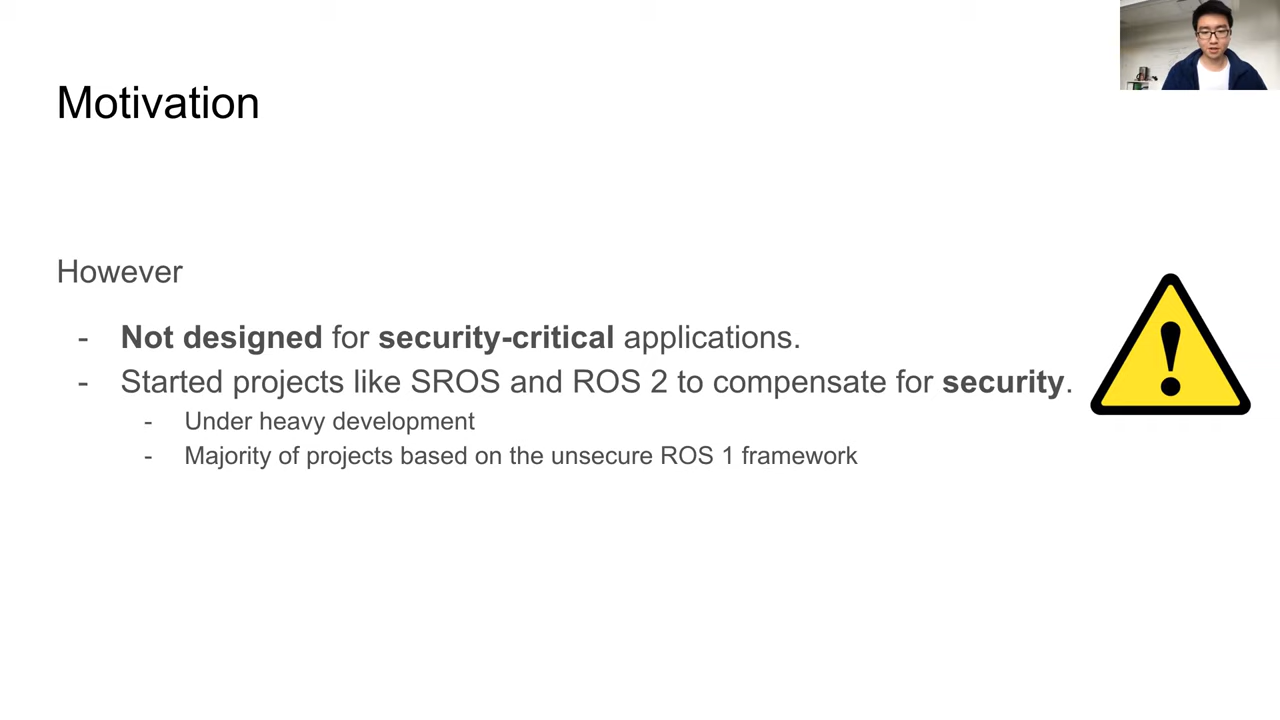 Motivation
However
- Not designed for security-critical applications.
- Started projects like SROS and ROS 2 to compensate for security.
- Under heavy development
- Majority of projects based on the unsecure ROS 1 framework